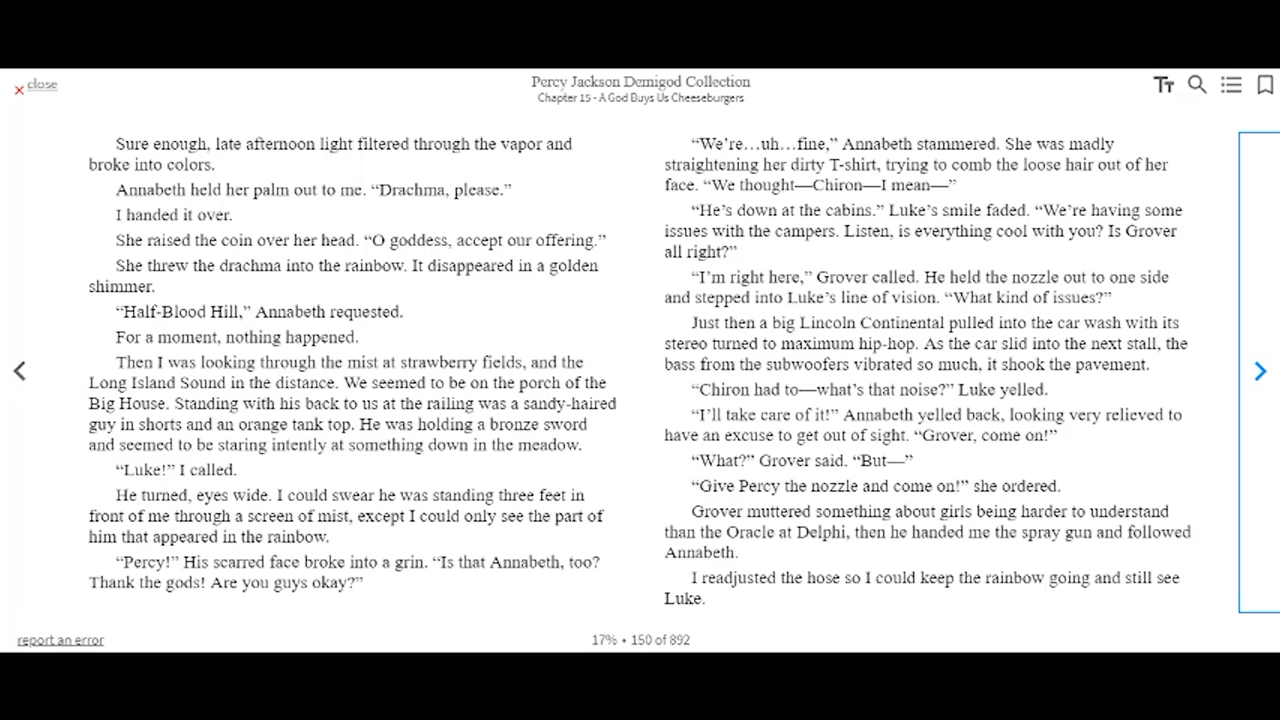 close
Percy Jackson Demigod Collection
Chapter 15 - A God Buys Us Cheeseburgers
Sure enough, late afternoon light filtered through the vapor and
broke into colors.
Annabeth held her palm out to me. “Drachma, please.”
I handed it over.
She raised the coin over her head. “O goddess, accept our offering.”
She threw the drachma into the rainbow. It disappeared in a golden
shimmer.
“Half-Blood Hill,” Annabeth requested.
For a moment, nothing happened.
Then I was looking through the mist at strawberry fields, and the
Long Island Sound in the distance. We seemed to be on the porch of the
Big House. Standing with his back to us at the railing was a sandy-haired
guy in shorts and an orange tank top. He was holding a bronze sword
and seemed to be staring intently at something down in the meadow.
“Luke!” I called.
He turned, eyes wide. I could swear he was standing three feet in
front of me through a screen of mist, except I could only see the part of
him that appeared in the rainbow.
“Percy!” His scarred face broke into a grin. “Is that Annabeth, too?
Thank the gods! Are you guys okay?”
“We’re…uh…fine,” Annabeth stammered. She was madly
straightening her dirty T-shirt, trying to comb the loose hair out of her
face. “We thought—Chiron—I mean—”
“He’s down at the cabins.” Luke’s smile faded. “We’re having some
issues with the campers. Listen, is everything cool with you? Is Grover
all right?”
“I’m right here,” Grover called. He held the nozzle out to one side
and stepped into Luke’s line of vision. “What kind of issues?”
Just then a big Lincoln Continental pulled into the car wash with its
stereo turned to maximum hip-hop. As the car slid into the next stall, the
bass from the subwoofers vibrated so much, it shook the pavement.
“Chiron had to—what’s that noise?” Luke yelled.
“I’ll take care of it!” Annabeth yelled back, looking very relieved to
have an excuse to get out of sight. “Grover, come on!”
“What?” Grover said. “But—”
“Give Percy the nozzle and come on!” she ordered.
Grover muttered something about girls being harder to understand
than the Oracle at Delphi, then he handed me the spray gun and followed
Annabeth.
I readjusted the hose so I could keep the rainbow going and still see
Luke.
report an error
17% • 150 of 892